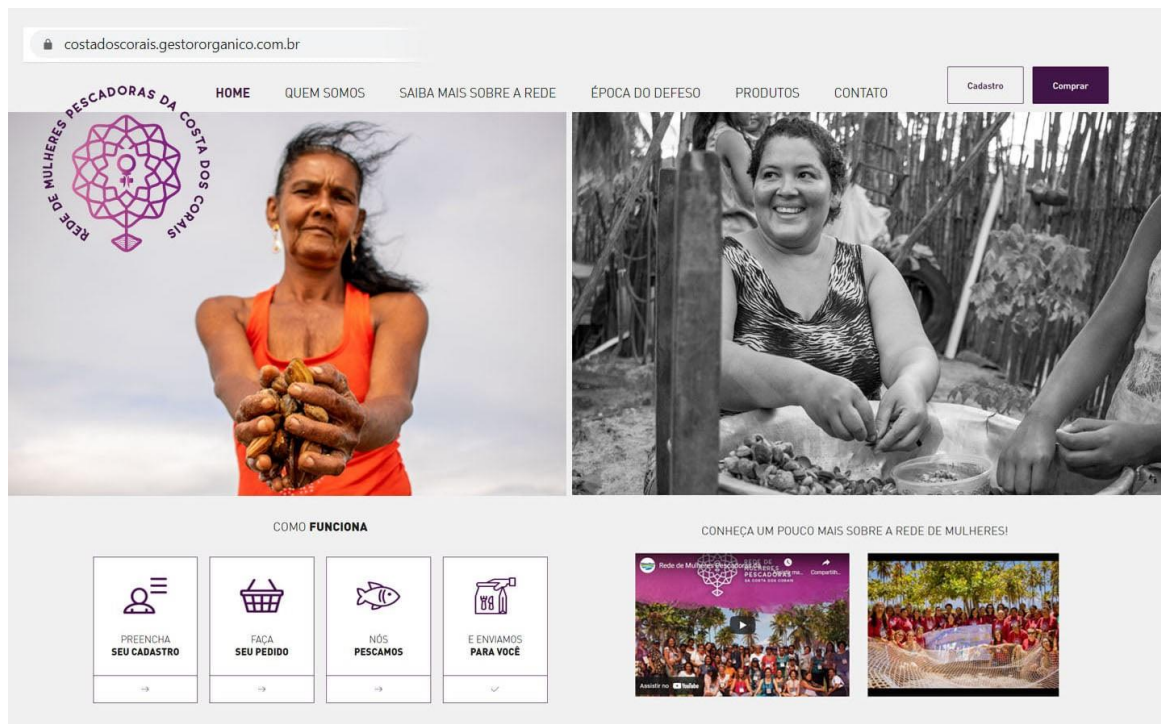 costadoscorais.gestororganico.com.br
REDE DE MULHERES PESCADORAS DA COSTA DOS CORAIS
HOME QUEM SOMOS SAIBA MAIS SOBRE A REDE ÉPOCA DO DEFESO PRODUTOS CONTATO Cadastro Comprar
COMO FUNCIONA
PREENCHA
SEU CADASTRO
FAÇA
SEU PEDIDO
NÓS
PESCAMOS
E ENVIAMOS
PARA VOCÊ
CONHEÇA UM POUCO MAIS SOBRE A REDE DE MULHERES!
Rede de Mulheres Pescadoras da
Compartilh...
REDE DE
MULHERES
PESCADORAS
DA COSTA DOS CORAIS
Assistir no YouTube